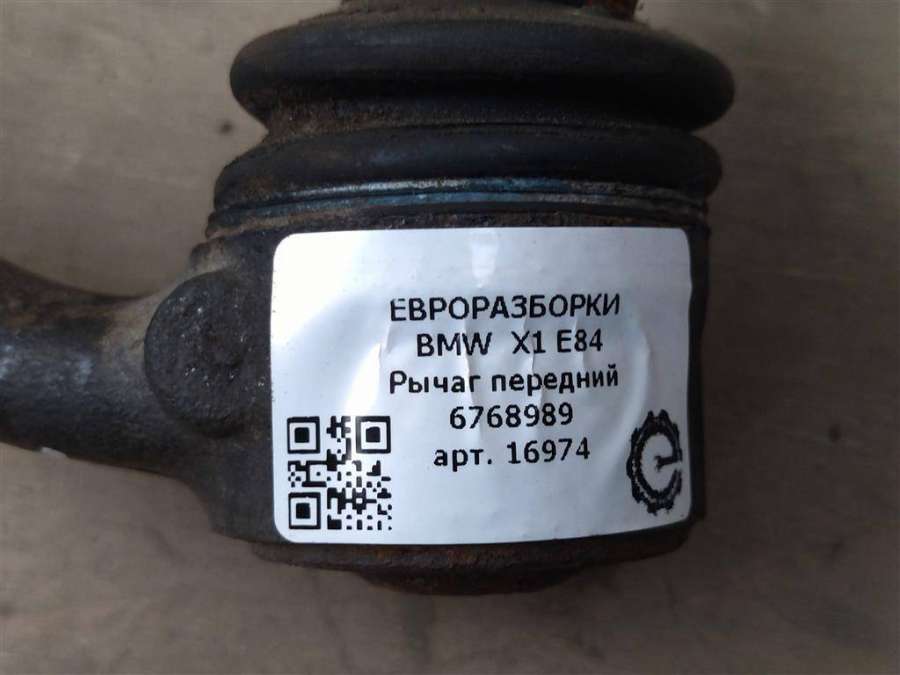 ЕВРОРАЗБОРКИ
BMW X1 E84
Рычаг передний
6768989
арт. 16974